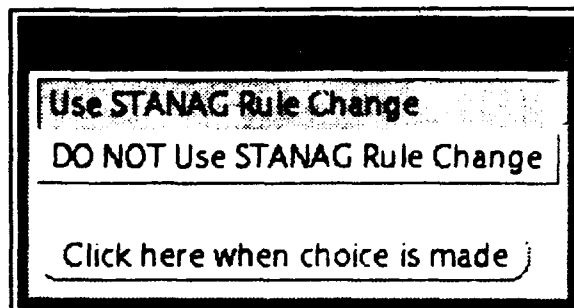 Use STANAG Rule Change
DO NOT Use STANAG Rule Change
Click here when choice is made